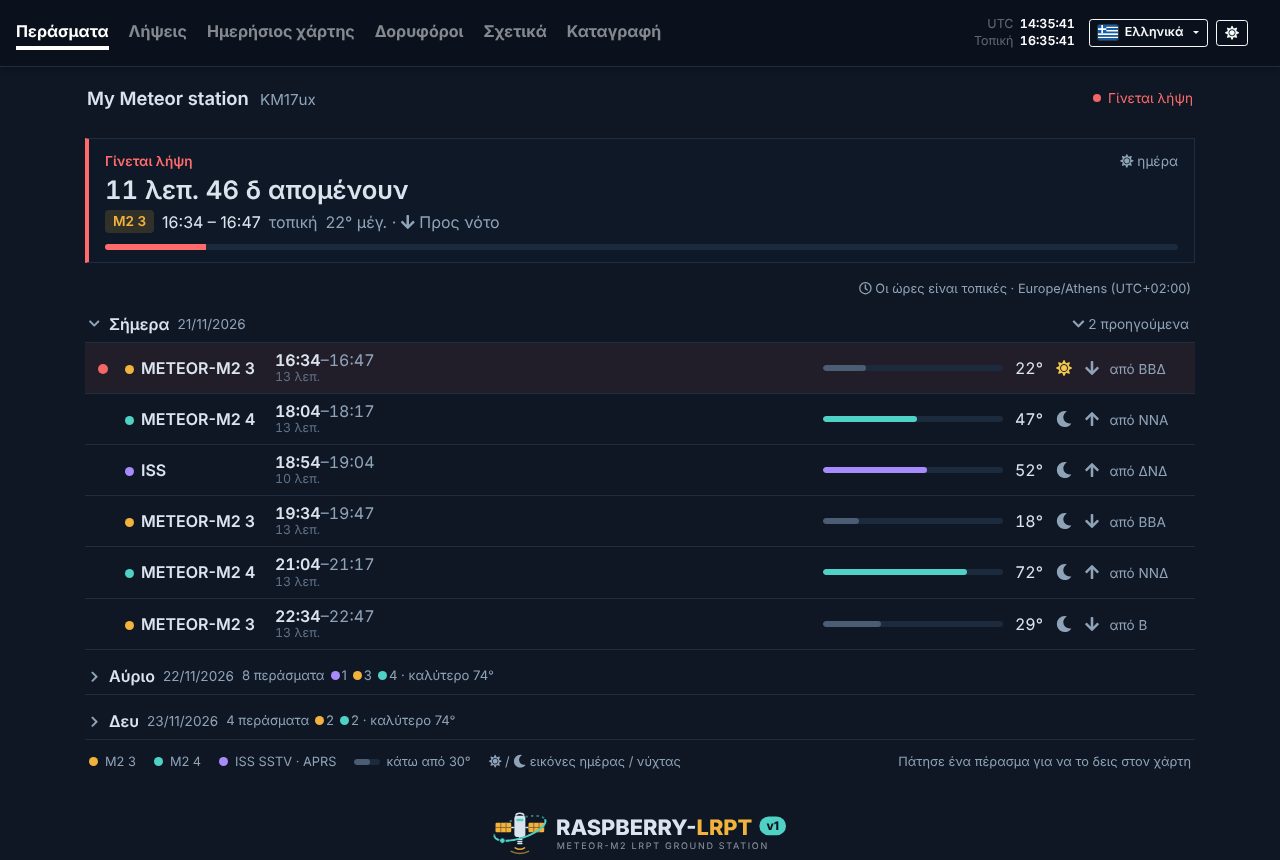 Περάσματα Λήψεις Ημερήσιος χάρτης Δορυφόροι Σχετικά Καταγραφή
UTC 14:35:41
Τοπική 16:35:41
Ελληνικά
My Meteor station KM17ux
Γίνεται λήψη
Γίνεται λήψη
ημέρα
11 λεπ. 46 δ απομένουν
M2 3 16:34 – 16:47 τοπική 22° μέγ. · ↓ Προς νότο
Οι ώρες είναι τοπικές · Europe/Athens (UTC+02:00)
Σήμερα 21/11/2026
2 προηγούμενα
METEOR-M2 3 16:34–16:47 22° ↓ από ΒΒΔ
13 λεπ.
METEOR-M2 4 18:04–18:17 47° ↑ από ΝΝΑ
13 λεπ.
ISS 18:54–19:04 52° ↑ από ΔΝΔ
10 λεπ.
METEOR-M2 3 19:34–19:47 18° ↓ από ΒΒΑ
13 λεπ.
METEOR-M2 4 21:04–21:17 72° ↑ από ΝΝΔ
13 λεπ.
METEOR-M2 3 22:34–22:47 29° ↓ από Β
13 λεπ.
Αύριο 22/11/2026 8 περάσματα 1 3 4 · καλύτερο 74°
Δευ 23/11/2026 4 περάσματα 2 2 · καλύτερο 74°
M2 3 M2 4 ISS SSTV · APRS κάτω από 30° / εικόνες ημέρας / νύχτας
Πάτησε ένα πέρασμα για να το δεις στον χάρτη
RASPBERRY-LRPT v1
METEOR-M2 LRPT GROUND STATION